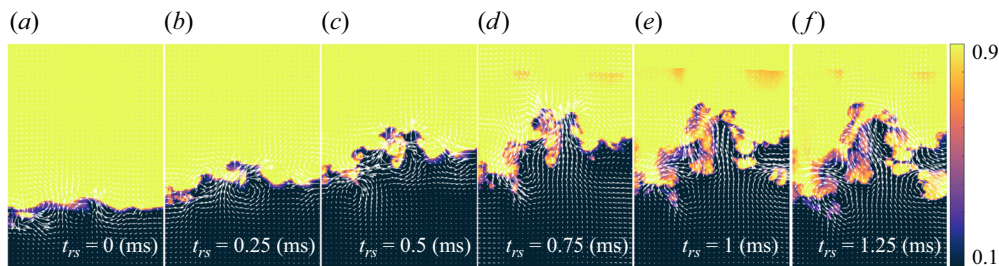 (a) (b) (c) (d) (e) (f)
0.9
t_rs = 0 (ms) t_rs = 0.25 (ms) t_rs = 0.5 (ms) t_rs = 0.75 (ms) t_rs = 1 (ms) t_rs = 1.25 (ms)
0.1